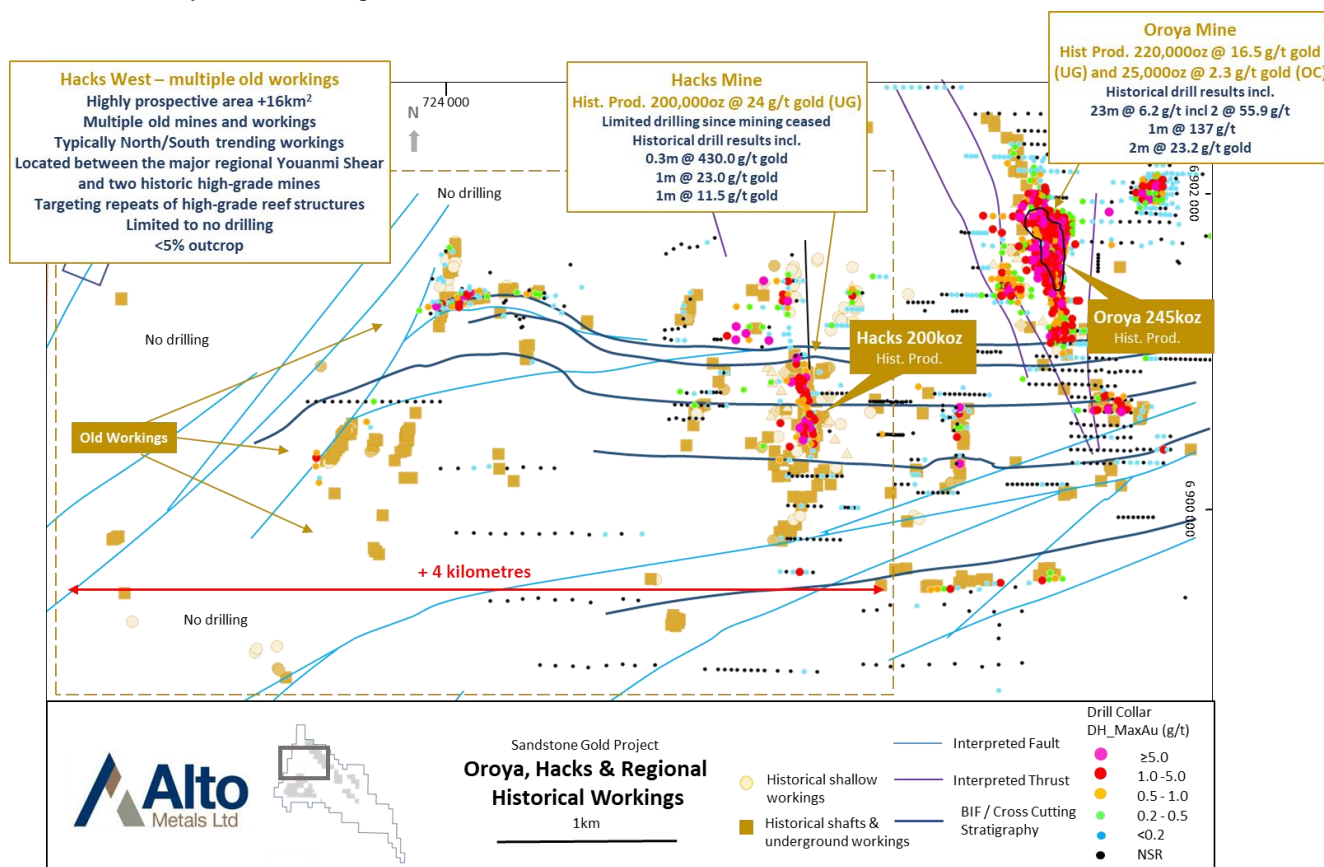 Hacks West – multiple old workings
Highly prospective area +16km²
Multiple old mines and workings
Typically North/South trending workings
Located between the major regional Youanmi Shear
and two historic high-grade mines
Targeting repeats of high-grade reef structures
Limited to no drilling
<5% outcrop
724 000
N
Hacks Mine
Hist. Prod. 200,000oz @ 24 g/t gold (UG)
Limited drilling since mining ceased
Historical drill results incl.
0.3m @ 430.0 g/t gold
1m @ 23.0 g/t gold
1m @ 11.5 g/t gold
Oroya Mine
Hist Prod. 220,000oz @ 16.5 g/t gold
(UG) and 25,000oz @ 2.3 g/t gold (OC)
Historical drill results incl.
23m @ 6.2 g/t incl 2 @ 55.9 g/t
1m @ 137 g/t
2m @ 23.2 g/t gold
6 902 000
No drilling
No drilling
Hacks 200koz
Hist. Prod.
Oroya 245koz
Hist. Prod.
Old Workings
6 900 000
+ 4 kilometres
No drilling
Alto
Metals Ltd
Sandstone Gold Project
Oroya, Hacks & Regional
Historical Workings
1km
Historical shallow
workings
Historical shafts &
underground workings
Interpreted Fault
Interpreted Thrust
BIF / Cross Cutting
Stratigraphy
Drill Collar
DH_MaxAu (g/t)
≥5.0
1.0 - 5.0
0.5 - 1.0
0.2 - 0.5
<0.2
NSR